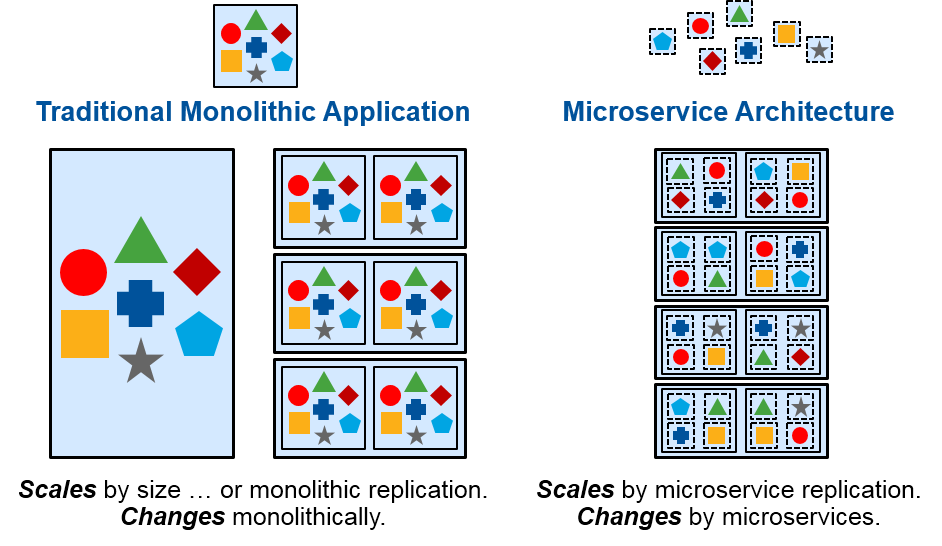 Traditional Monolithic Application
Microservice Architecture
Scales by size … or monolithic replication.
Changes monolithically.
Scales by microservice replication.
Changes by microservices.